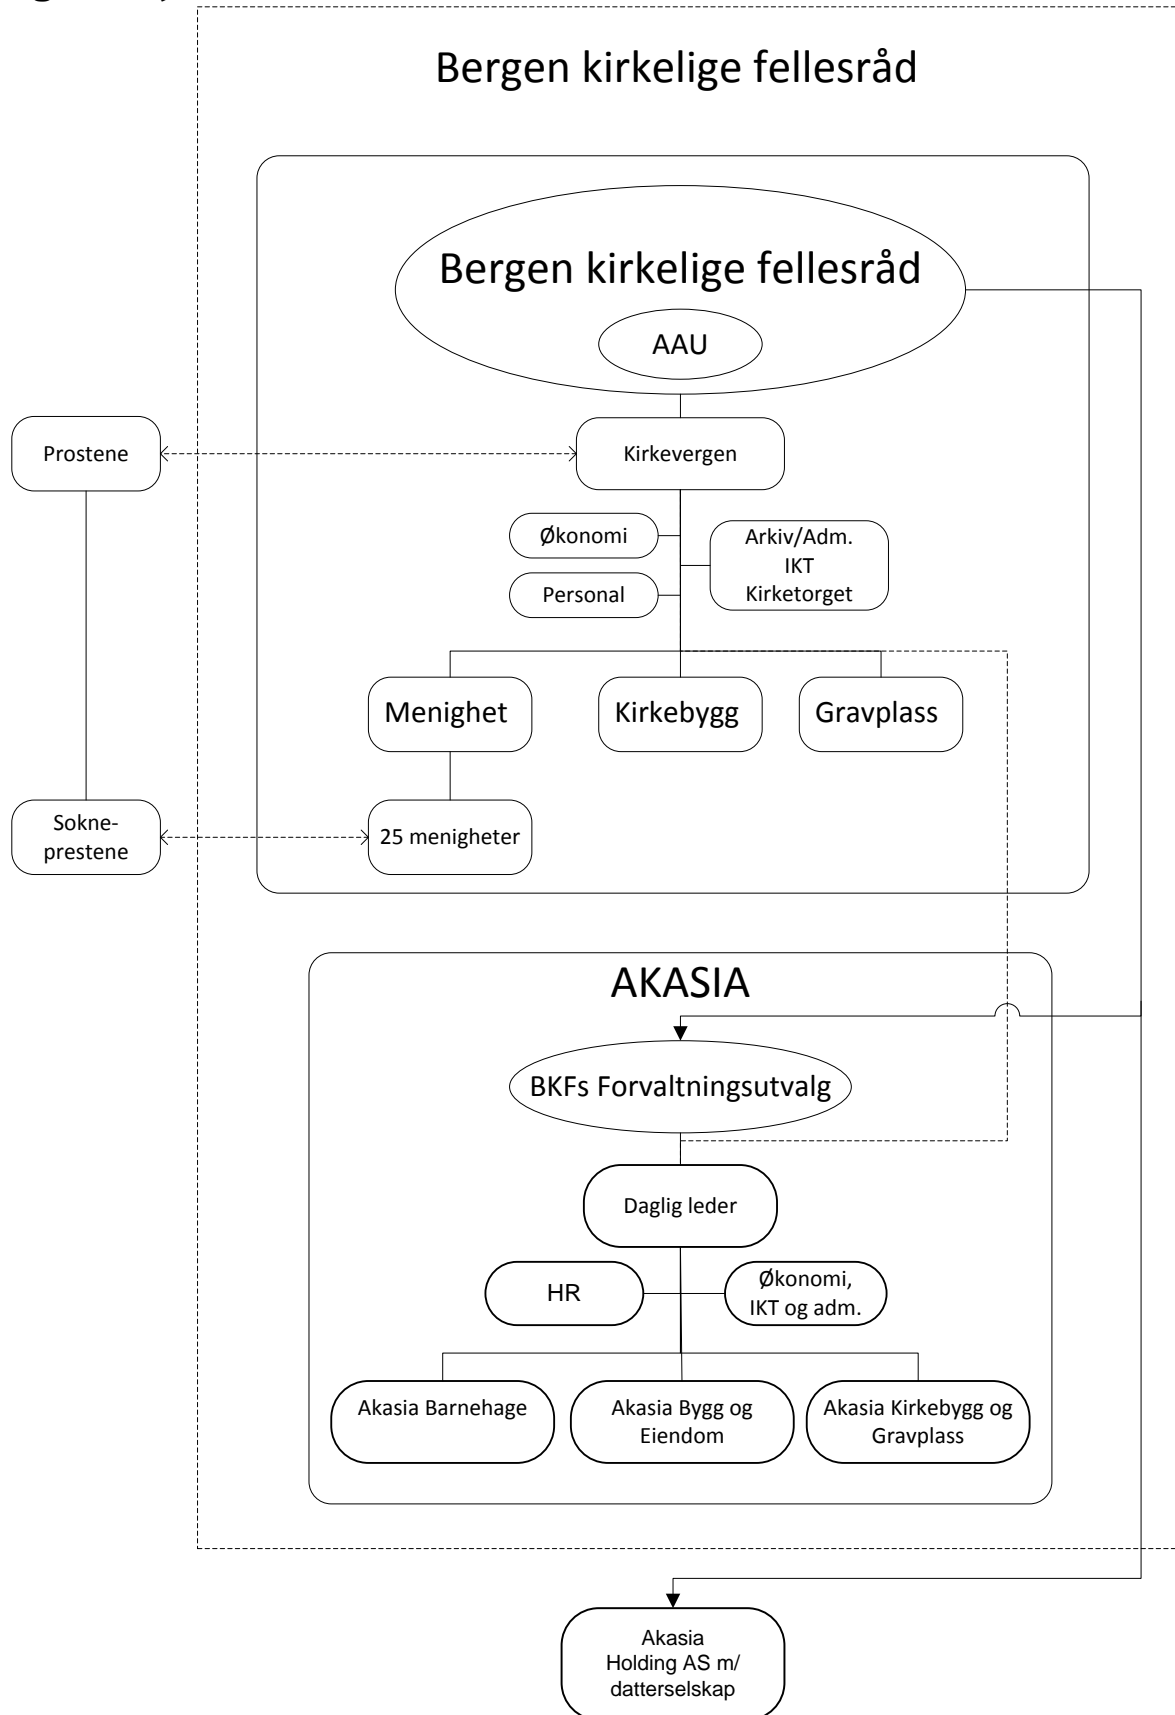 Bergen kirkelige fellesråd
Bergen kirkelige fellesråd
AAU
Prostene
Kirkevergen
Økonomi
Arkiv/Adm.
IKT
Kirketorget
Personal
Menighet
Kirkebygg
Gravplass
Sokne-
prestene
25 menigheter
AKASIA
BKFs Forvaltningsutvalg
Daglig leder
HR
Økonomi,
IKT og adm.
Akasia Barnehage
Akasia Bygg og
Eiendom
Akasia Kirkebygg og
Gravplass
Akasia
Holding AS m/
datterselskap